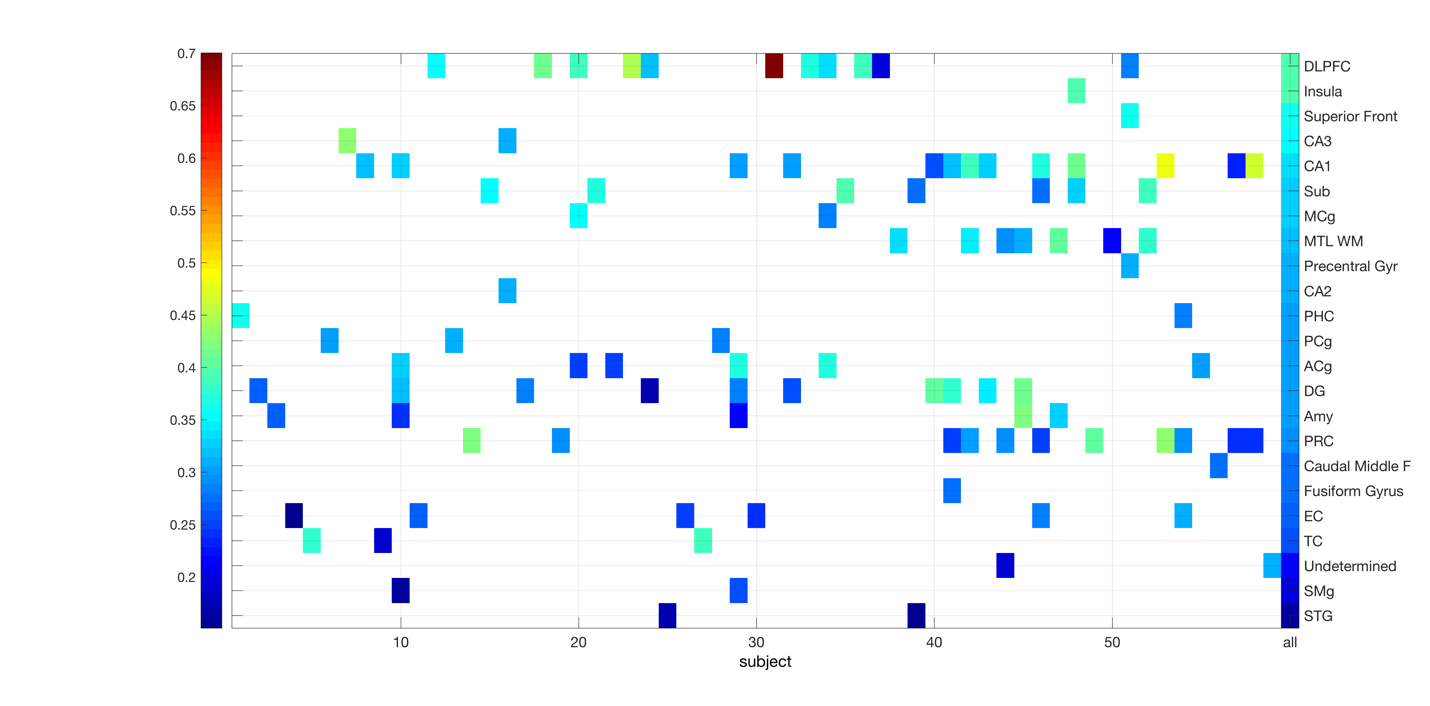 0.7
0.65
0.6
0.55
0.5
0.45
0.4
0.35
0.3
0.25
0.2
DLPFC
Insula
Superior Front
CA3
CA1
Sub
MCg
MTL WM
Precentral Gyr
CA2
PHC
PCg
ACg
DG
Amy
PRC
Caudal Middle F
Fusiform Gyrus
EC
TC
Undetermined
SMg
STG
10 20 30 40 50 all
subject